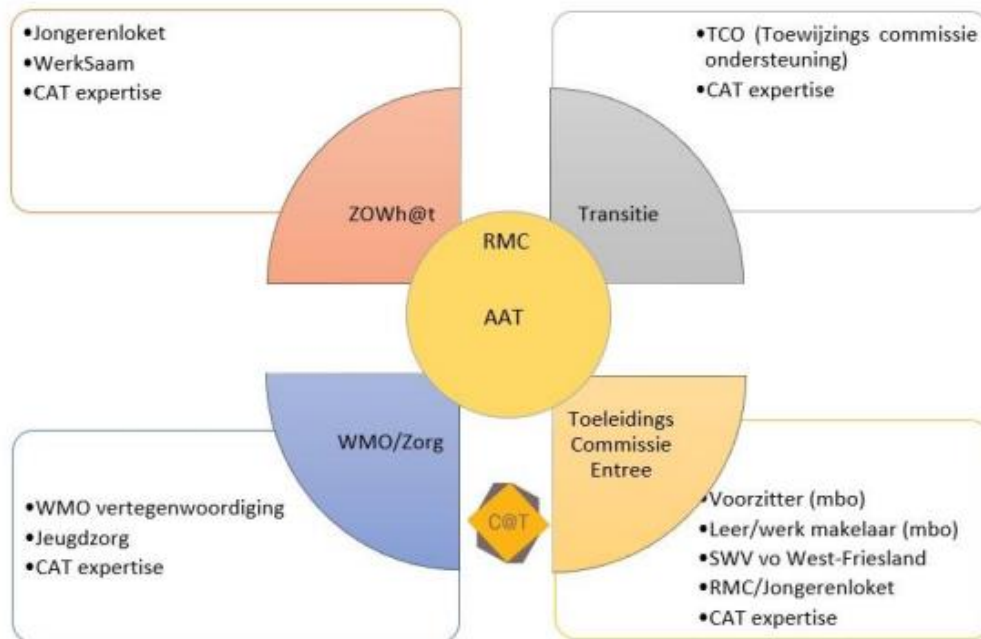 •Jongerenloket
•WerkSaam
•CAT expertise
•TCO (Toewijzings commissie
ondersteuning)
•CAT expertise
ZOWh@t
Transitie
RMC
AAT
WMO/Zorg
Toeleidings
Commissie
Entree
•WMO vertegenwoordiging
•Jeugdzorg
•CAT expertise
C@T
•Voorzitter (mbo)
•Leer/werk makelaar (mbo)
•SWV vo West-Friesland
•RMC/Jongerenloket
•CAT expertise